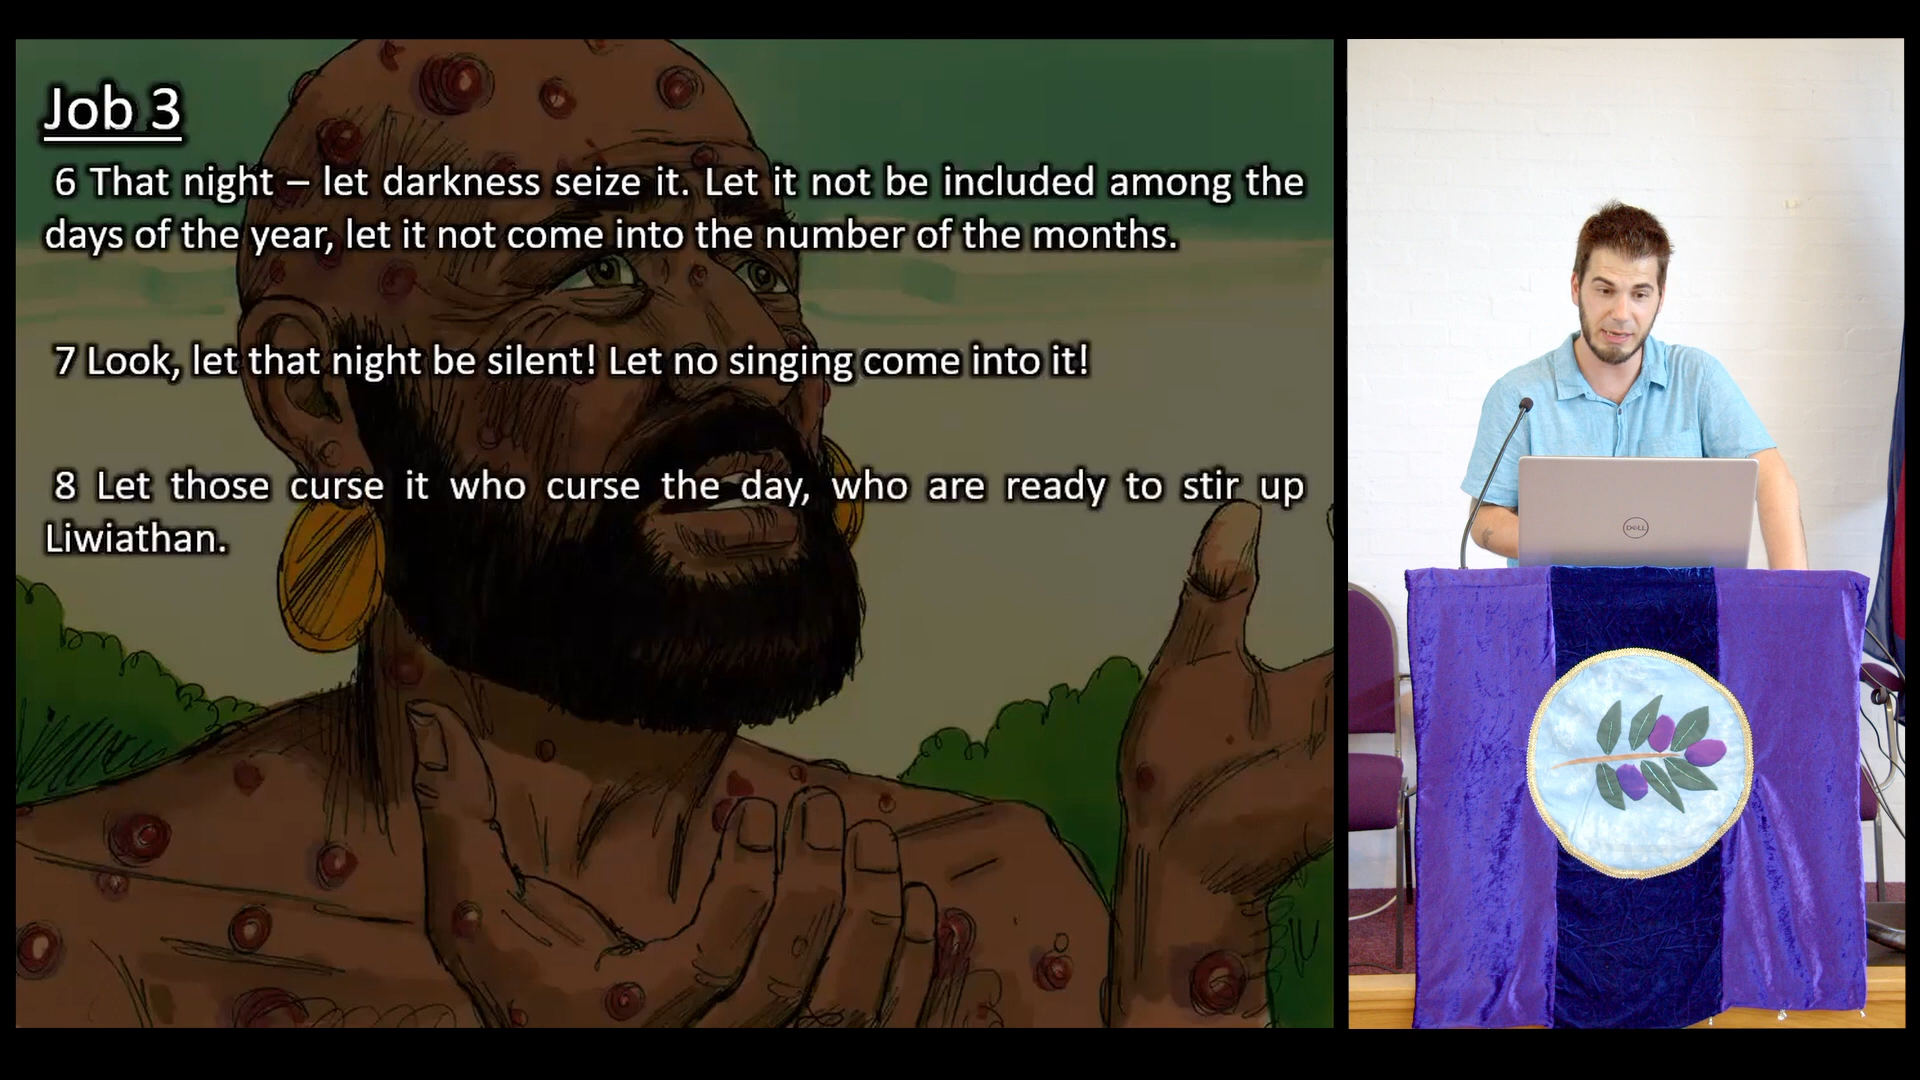 Job 3
6 That night – let darkness seize it. Let it not be included among the
days of the year, let it not come into the number of the months.
7 Look, let that night be silent! Let no singing come into it!
8 Let those curse it who curse the day, who are ready to stir up
Liwiathan.
DELL